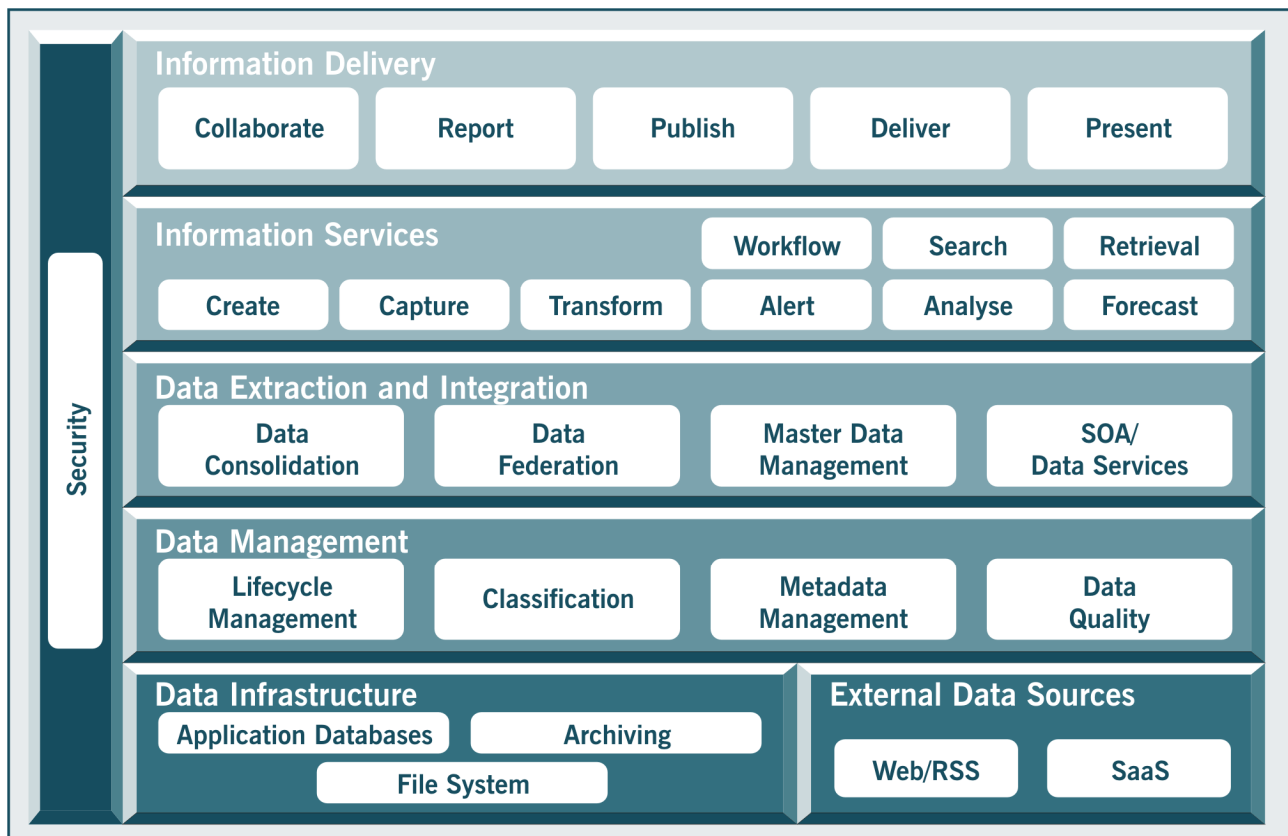 Security
Information Delivery
Collaborate
Report
Publish
Deliver
Present
Information Services
Workflow
Search
Retrieval
Create
Capture
Transform
Alert
Analyse
Forecast
Data Extraction and Integration
Data
Consolidation
Data
Federation
Master Data
Management
SOA/
Data Services
Data Management
Lifecycle
Management
Classification
Metadata
Management
Data
Quality
Data Infrastructure
Application Databases
Archiving
File System
External Data Sources
Web/RSS
SaaS